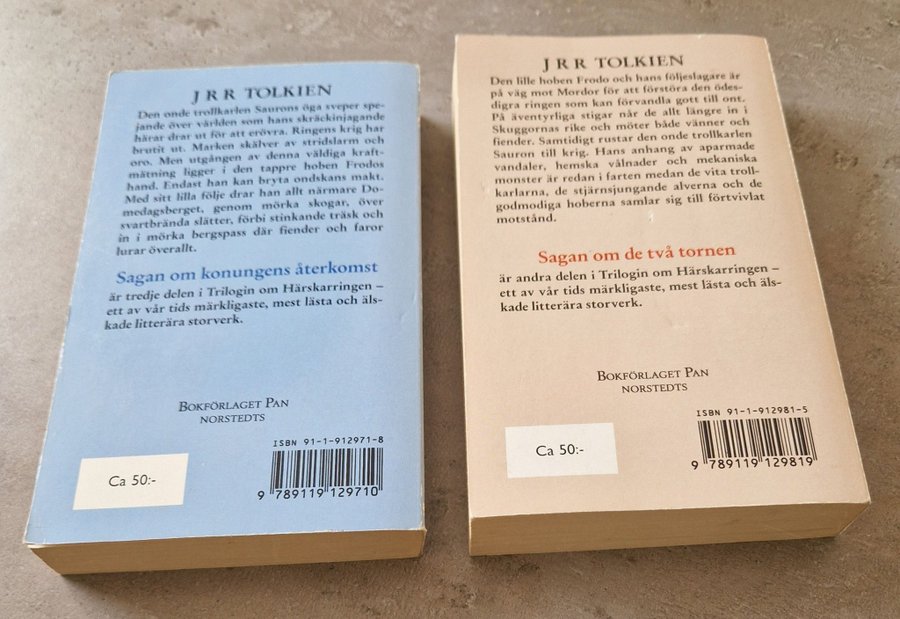 J R R TOLKIEN
Den onde trollkarlen Saurons öga sveper spe-
jande över världen som hans skräckinjagande
härar drar ut för att erövra. Ringens krig har
brutit ut. Marken skälver av stridslarm och
oro. Men utgången av denna väldiga kraft-
mätning ligger i den tappre hoben Frodos
hand. Endast han kan bryta ondskans makt.
Med sitt lilla följe drar han allt närmare Do-
medagsberget, genom mörka skogar, över
svartbrända slätter, förbi stinkande träsk och
in i mörka bergspass där fiender och faror
lurar överallt.
Sagan om konungens återkomst
är tredje delen i Trilogin om Härskarringen –
ett av vår tids märkligaste, mest lästa och äls-
kade litterära storverk.
BOKFÖRLAGET PAN
NORSTEDTS
ISBN 91-1-912971-8
Ca 50:-
9 789119 129710
J R R TOLKIEN
Den lille hoben Frodo och hans följeslagare är
på väg mot Mordor för att förstöra den ödes-
digra ringen som kan förvandla gott till ont.
På äventyrliga stigar når de allt längre in i
Skuggornas rike och möter både vänner och
fiender. Samtidigt rustar den onde trollkarlen
Sauron till krig. Hans anhang av aparmade
vandaler, hemska vålnader och mekaniska
monster är redan i farten medan de vita troll-
karlarna, de stjärnsjungande alverna och de
godmodiga hoberna samlar sig till förtvivlat
motstånd.
Sagan om de två tornen
är andra delen i Trilogin om Härskarringen –
ett av vår tids märkligaste, mest lästa och äls-
kade litterära storverk.
BOKFÖRLAGET PAN
NORSTEDTS
ISBN 91-1-912981-5
Ca 50:-
9 789119 129819